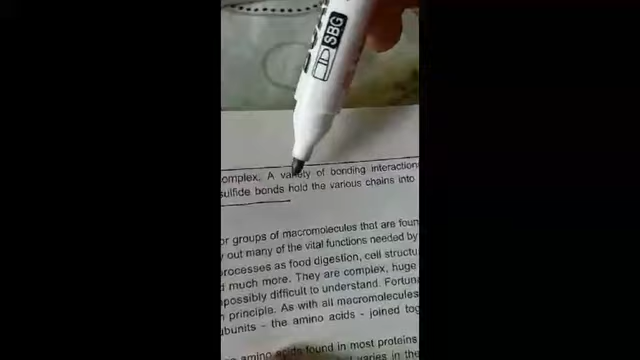 SBG
omplex. A variety of bonding interaction
sulfide bonds hold the various chains into
or groups of macromolecules that are foun
y out many of the vital functions needed by
processes as food digestion, cell structu
d much more. They are complex, huge
possibly difficult to understand. Fortuna
n principle. As with all macromolecules
ubunits - the amino acids - joined tog
amino acids found in most proteins
varies in the